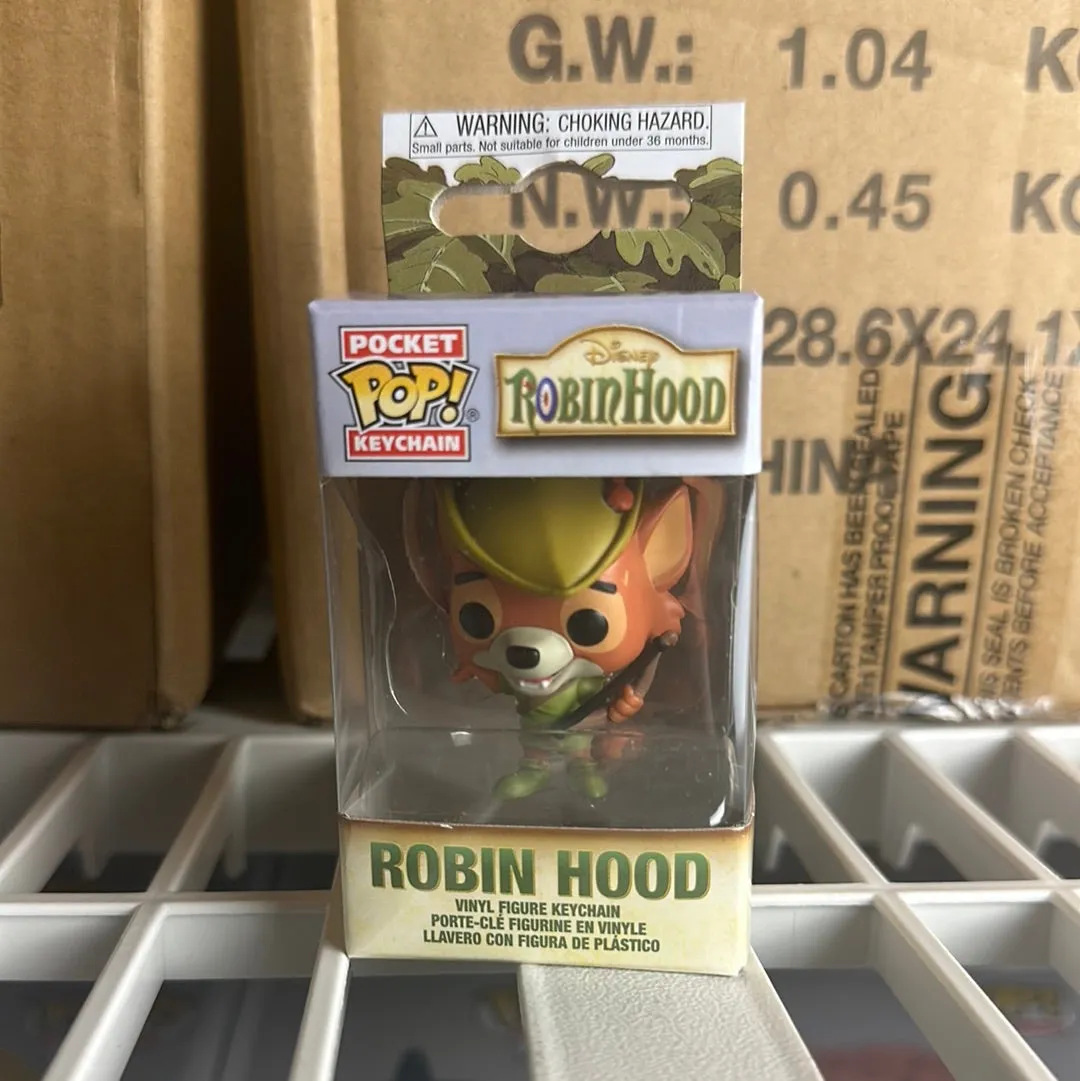 G.W.: 1.04
WARNING: CHOKING HAZARD.
Small parts. Not suitable for children under 36 months.
N.W.: 0.45
28.6X24.1X
POCKET
POP!®
KEYCHAIN
DISNEY
ROBIN HOOD
CARTON HAS BEEN SEALED
TAMPER PROOF TAPE
WARNING
SEAL IS BROKEN CHECK
BEFORE ACCEPTANCE
ROBIN HOOD
VINYL FIGURE KEYCHAIN
PORTE-CLÉ FIGURINE EN VINYLE
LLAVERO CON FIGURA DE PLÁSTICO